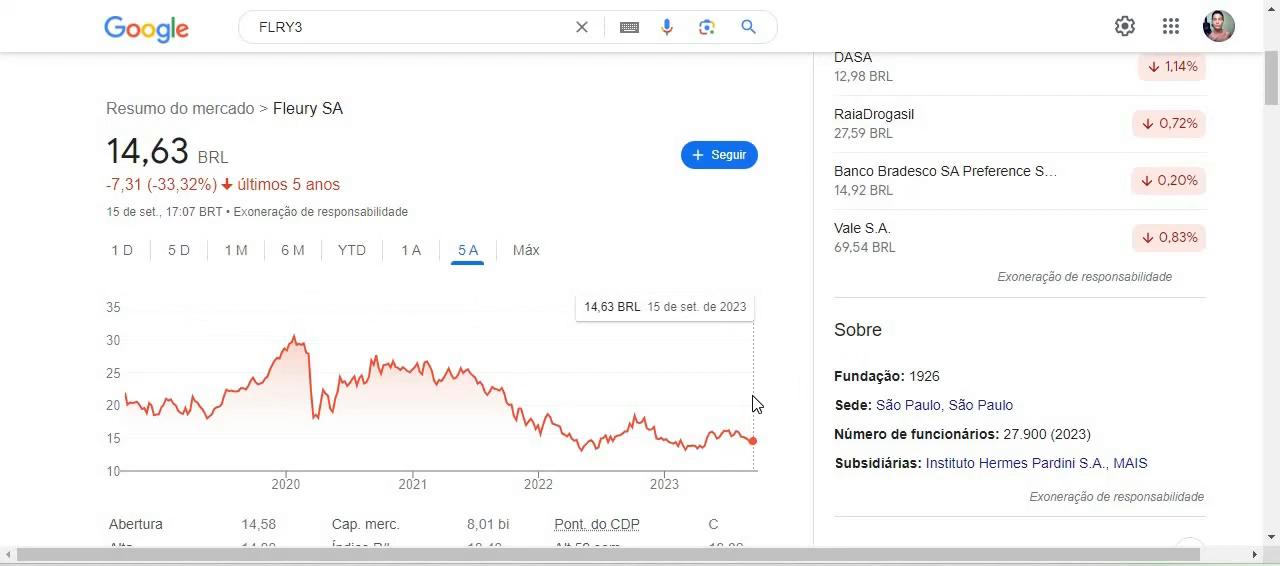 Google
FLRY3
Resumo do mercado > Fleury SA
14,63 BRL
Seguir
-7,31 (-33,32%) últimos 5 anos
15 de set., 17:07 BRT • Exoneração de responsabilidade
1 D
5 D
1 M
6 M
YTD
1 A
5 A
Máx
14,63 BRL 15 de set. de 2023
35
30
25
20
15
10
2020
2021
2022
2023
Abertura 14,58
Cap. merc. 8,01 bi
Pont. do CDP C
DASA
12,98 BRL
1,14%
RaiaDrogasil
27,59 BRL
0,72%
Banco Bradesco SA Preference S…
14,92 BRL
0,20%
Vale S.A.
69,54 BRL
0,83%
Exoneração de responsabilidade
Sobre
Fundação: 1926
Sede: São Paulo, São Paulo
Número de funcionários: 27.900 (2023)
Subsidiárias: Instituto Hermes Pardini S.A., MAIS
Exoneração de responsabilidade